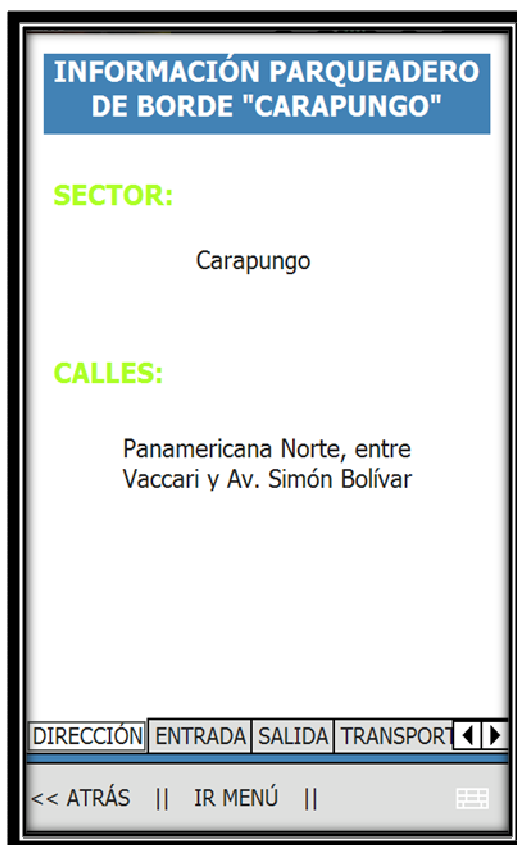 INFORMACIÓN PARQUEADERO
DE BORDE "CARAPUNGO"
SECTOR:
Carapungo
CALLES:
Panamericana Norte, entre
Vaccari y Av. Simón Bolívar
DIRECCIÓN ENTRADA SALIDA TRANSPORT
<< ATRÁS || IR MENÚ ||